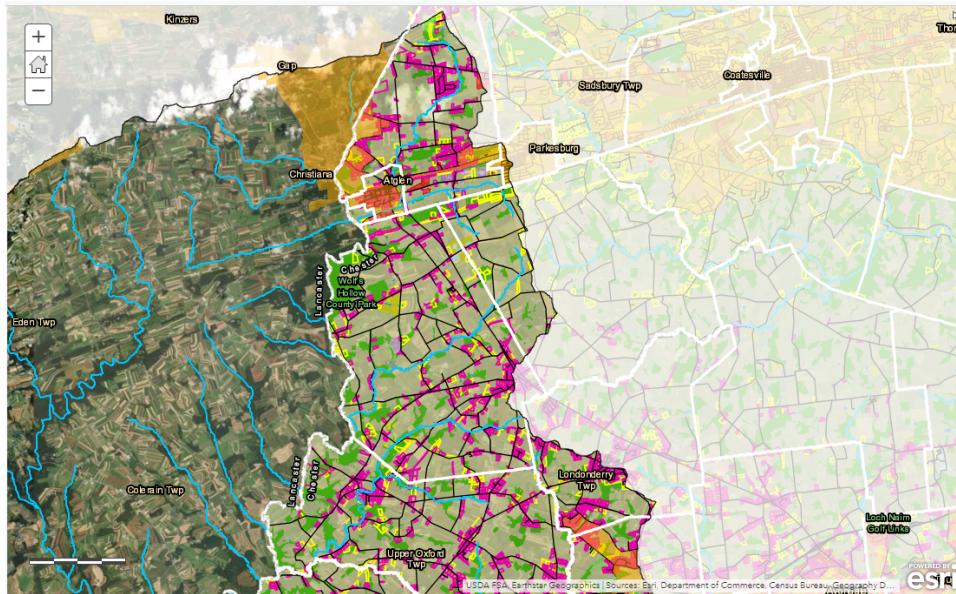 Kinzers
Gap
Thor
Sadsbury Twp
Coatesville
Parkesburg
Christiana
Atglen
Lancaster
Chester
Wolf's
Hollow
County Park
Eden Twp
Lancaster
Chester
Colerain Twp
Londonderry
Twp
Loch Nairn
Golf Links
Upper Oxford
Twp
USDA FSA, Earthstar Geographics | Sources: Esri, Department of Commerce, Census Bureau, Geography D...
POWERED BY
esri